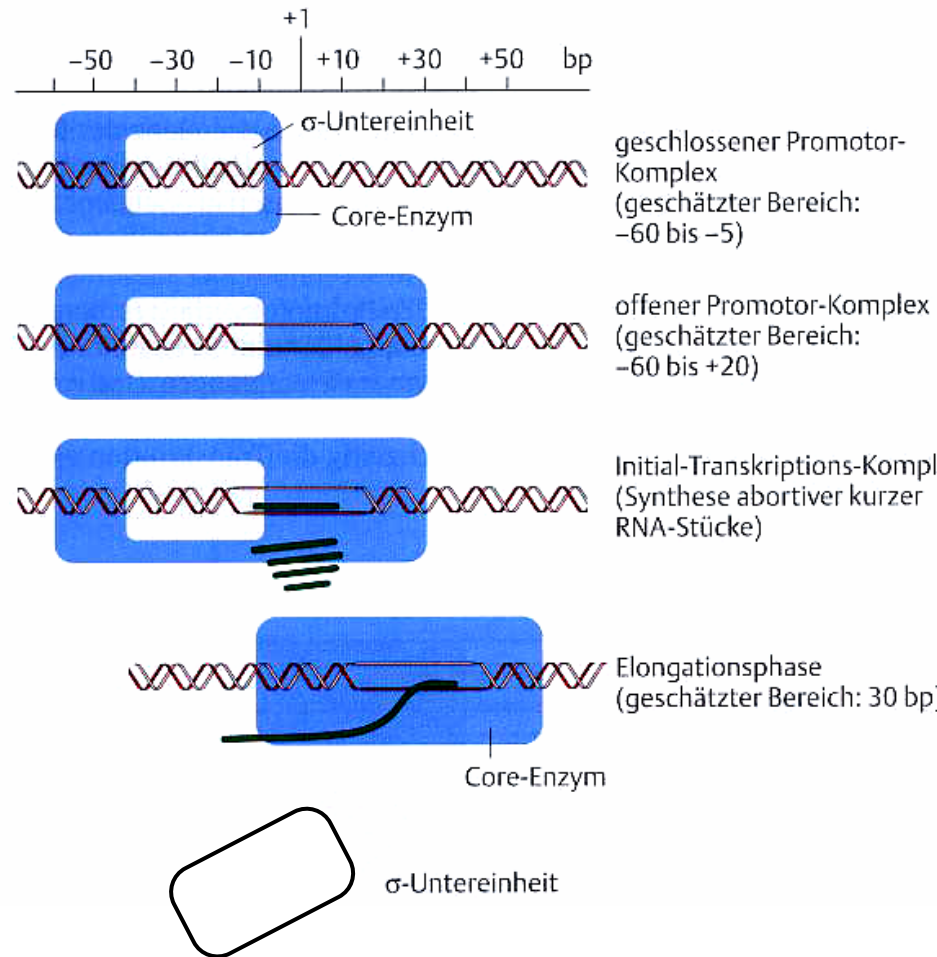 +1
−50 −30 −10 +10 +30 +50 bp
σ-Untereinheit
Core-Enzym
geschlossener Promotor-
Komplex
(geschätzter Bereich:
−60 bis −5)
offener Promotor-Komplex
(geschätzter Bereich:
−60 bis +20)
Initial-Transkriptions-Kompl
(Synthese abortiver kurzer
RNA-Stücke)
Elongationsphase
(geschätzter Bereich: 30 bp)
Core-Enzym
σ-Untereinheit